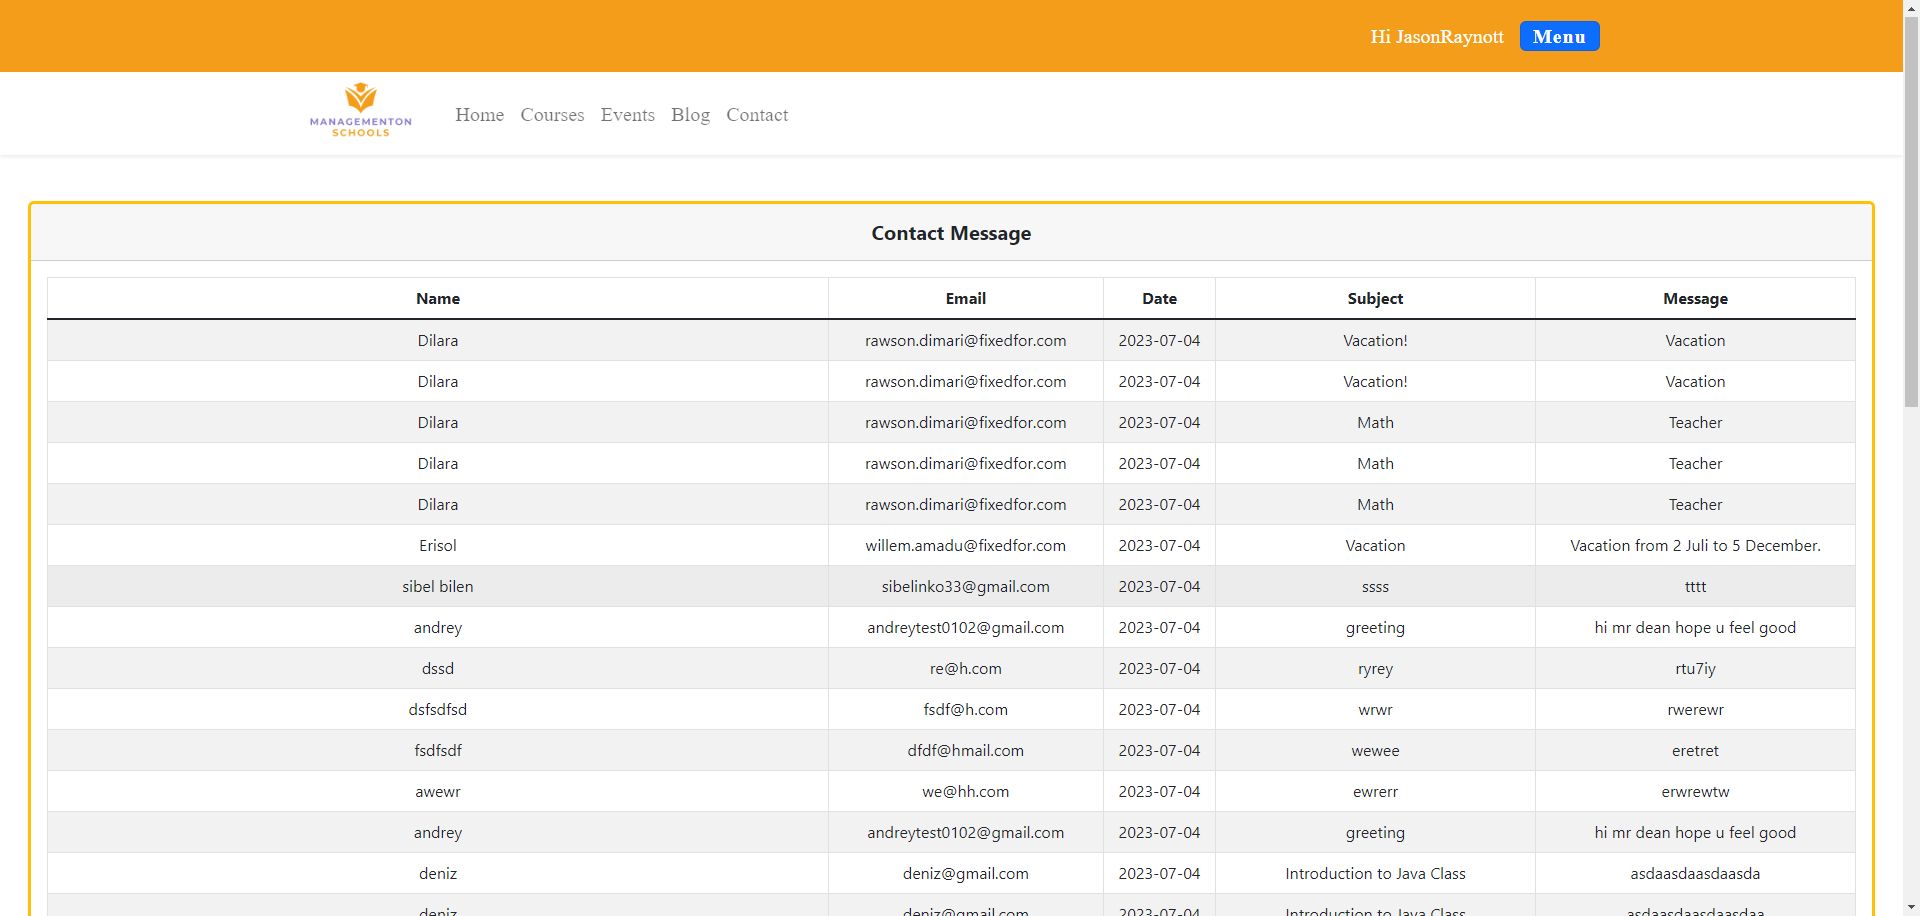 Hi JasonRaynott Menu
MANAGEMENTON
SCHOOLS
Home Courses Events Blog Contact
Contact Message
Name Email Date Subject Message
Dilara rawson.dimari@fixedfor.com 2023-07-04 Vacation! Vacation
Dilara rawson.dimari@fixedfor.com 2023-07-04 Vacation! Vacation
Dilara rawson.dimari@fixedfor.com 2023-07-04 Math Teacher
Dilara rawson.dimari@fixedfor.com 2023-07-04 Math Teacher
Dilara rawson.dimari@fixedfor.com 2023-07-04 Math Teacher
Erisol willem.amadu@fixedfor.com 2023-07-04 Vacation Vacation from 2 Juli to 5 December.
sibel bilen sibelinko33@gmail.com 2023-07-04 ssss tttt
andrey andreytest0102@gmail.com 2023-07-04 greeting hi mr dean hope u feel good
dssd re@h.com 2023-07-04 ryrey rtu7iy
dsfsdfsd fsdf@h.com 2023-07-04 wrwr rwerewr
fsdfsdf dfdf@hmail.com 2023-07-04 wewee eretret
awewr we@hh.com 2023-07-04 ewrerr erwrewtw
andrey andreytest0102@gmail.com 2023-07-04 greeting hi mr dean hope u feel good
deniz deniz@gmail.com 2023-07-04 Introduction to Java Class asdaasdaasdaasda
deniz deniz@gmail.com 2023-07-04 Introduction to Java Class asdaasdaasdaasdaa